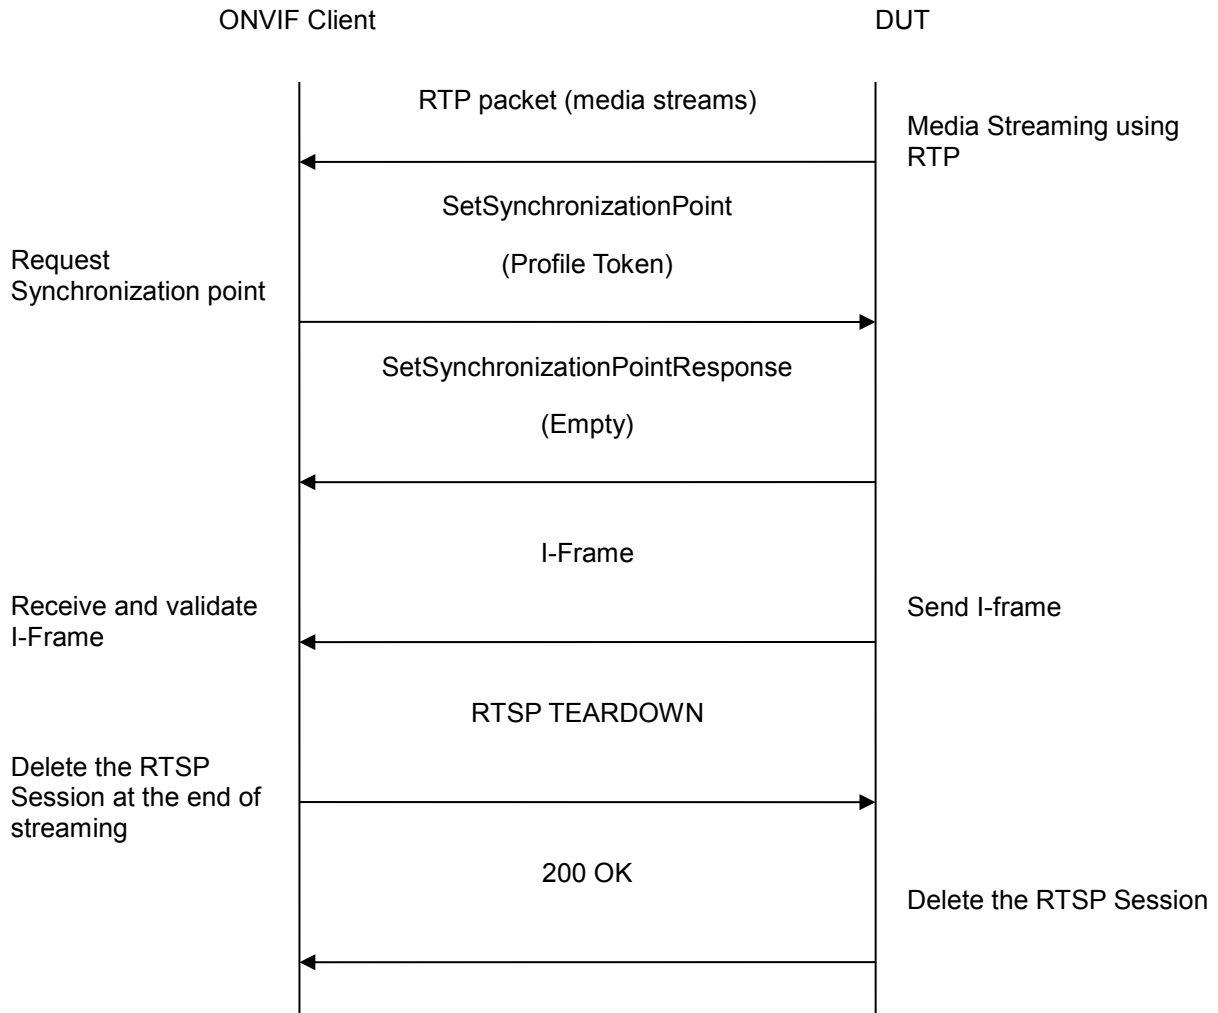 ONVIF Client
DUT
RTP packet (media streams)
Media Streaming using
RTP
SetSynchronizationPoint
(Profile Token)
Request
Synchronization point
SetSynchronizationPointResponse
(Empty)
I-Frame
Receive and validate
I-Frame
Send I-frame
RTSP TEARDOWN
Delete the RTSP
Session at the end of
streaming
200 OK
Delete the RTSP Session